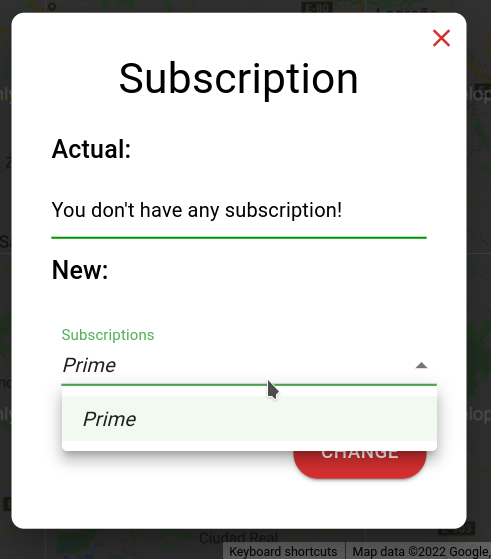 Subscription
Actual:
You don't have any subscription!
New:
Subscriptions
Prime
Prime
CHANGE
Ciudad Real
Keyboard shortcuts
Map data ©2022 Google,